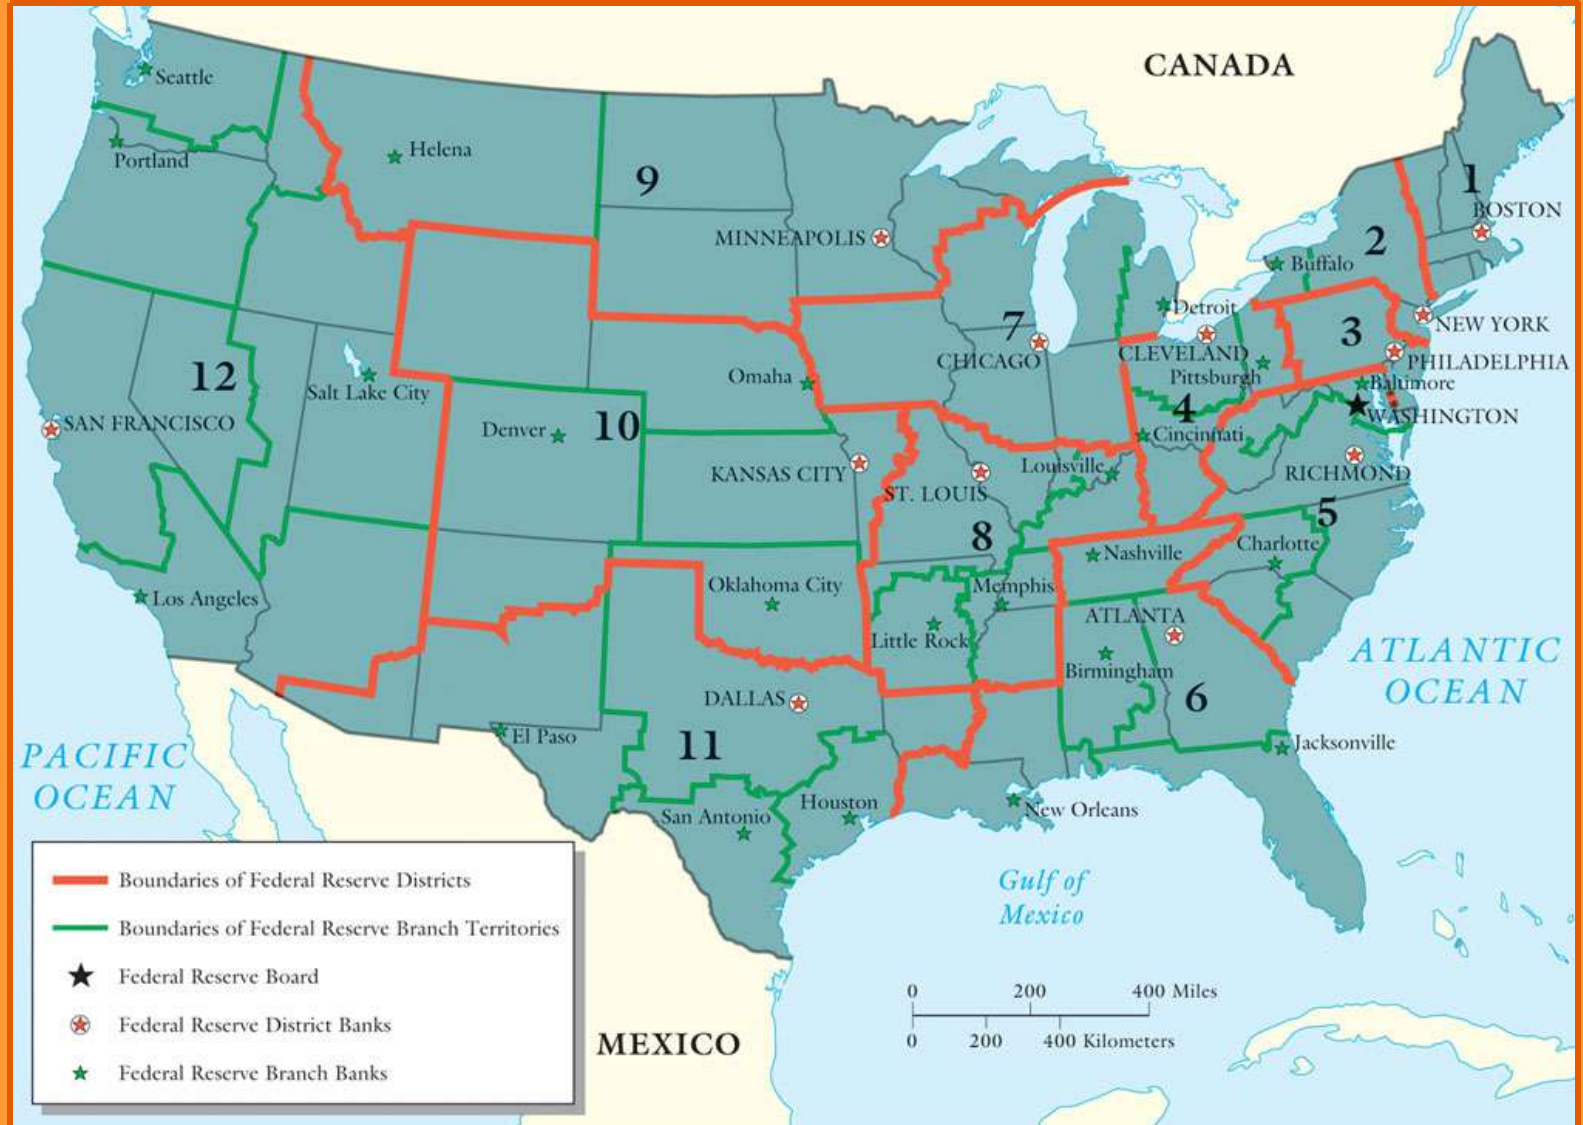 CANADA
Seattle
Portland
Helena
9
MINNEAPOLIS
1
BOSTON
2
Buffalo
Detroit
NEW YORK
7
CHICAGO
CLEVELAND
3
PHILADELPHIA
Pittsburgh
Baltimore
WASHINGTON
12
Salt Lake City
Omaha
SAN FRANCISCO
Denver
10
4
Cincinnati
KANSAS CITY
ST. LOUIS
Louisville
RICHMOND
8
5
Nashville
Charlotte
Los Angeles
Oklahoma City
Memphis
Little Rock
ATLANTA
Birmingham
ATLANTIC
OCEAN
DALLAS
6
El Paso
11
Jacksonville
PACIFIC
OCEAN
San Antonio
Houston
New Orleans
Gulf of
Mexico
Boundaries of Federal Reserve Districts
Boundaries of Federal Reserve Branch Territories
Federal Reserve Board
Federal Reserve District Banks
Federal Reserve Branch Banks
0 200 400 Miles
0 200 400 Kilometers
MEXICO